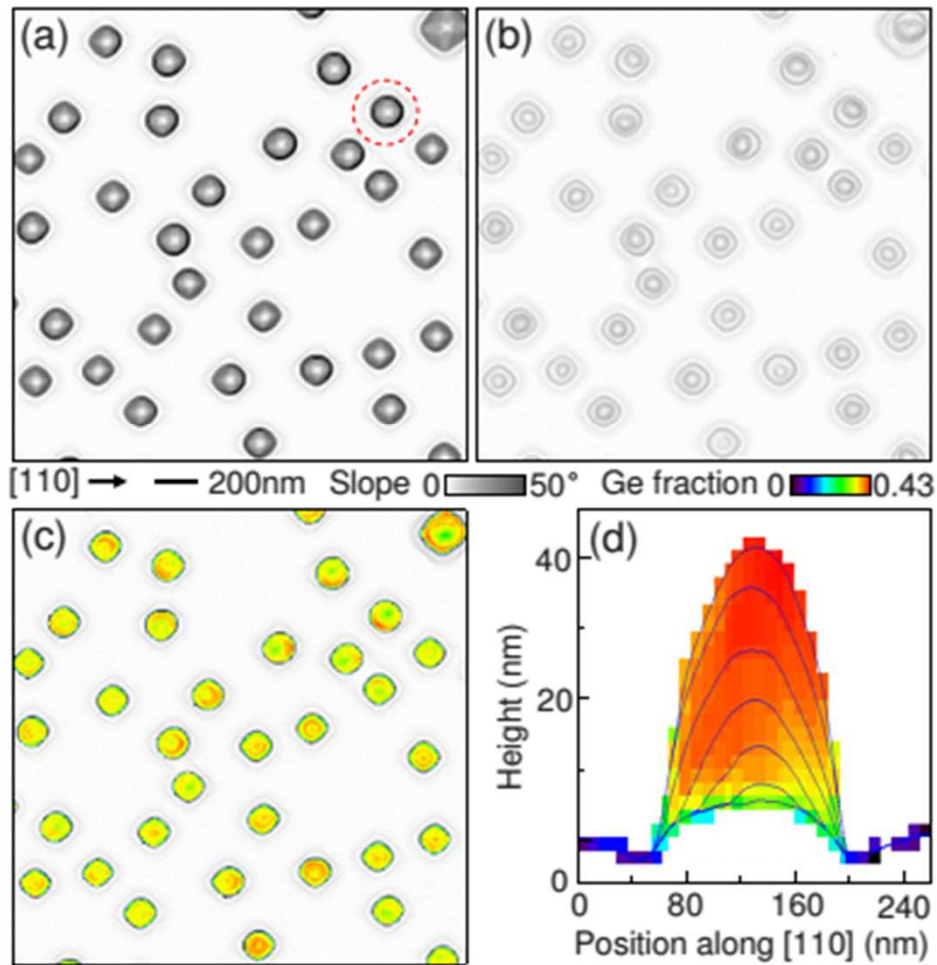 (a)
(b)
[110] 200nm Slope 0 50° Ge fraction 0 0.43
(c)
(d)
40
20
0
Height (nm)
0 80 160 240
Position along [110] (nm)